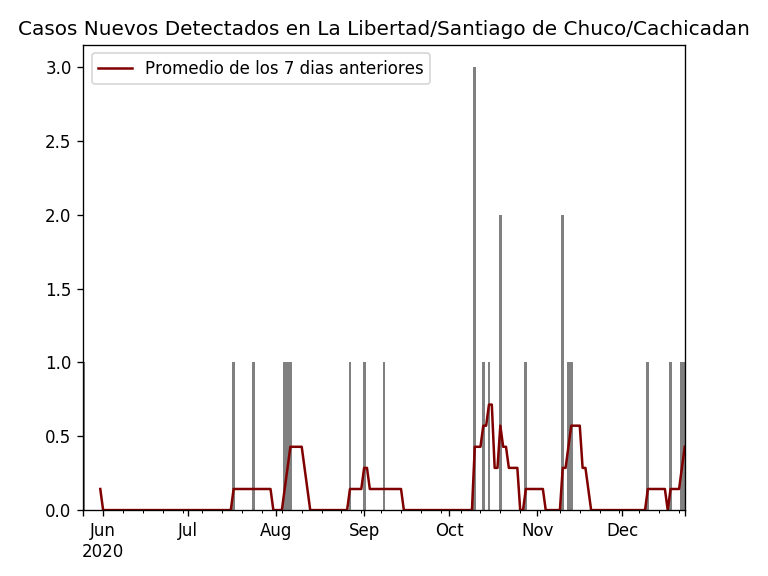 Casos Nuevos Detectados en La Libertad/Santiago de Chuco/Cachicadan
Promedio de los 7 dias anteriores
3.0
2.5
2.0
1.5
1.0
0.5
0.0
Jun Jul Aug Sep Oct Nov Dec
2020